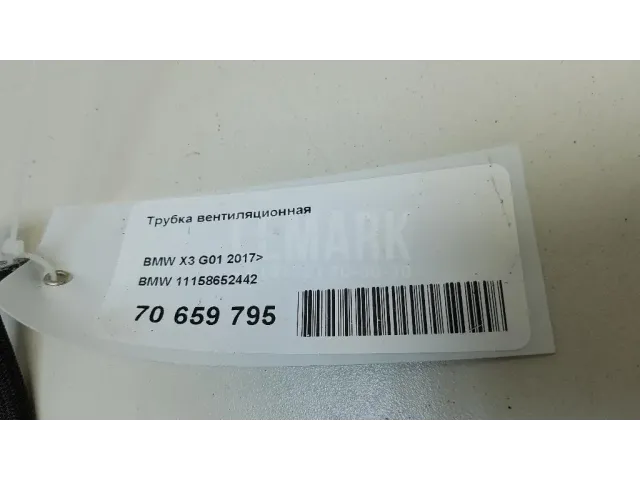 Трубка вентиляционная
BMW X3 G01 2017>
BMW 11158652442
70 659 795